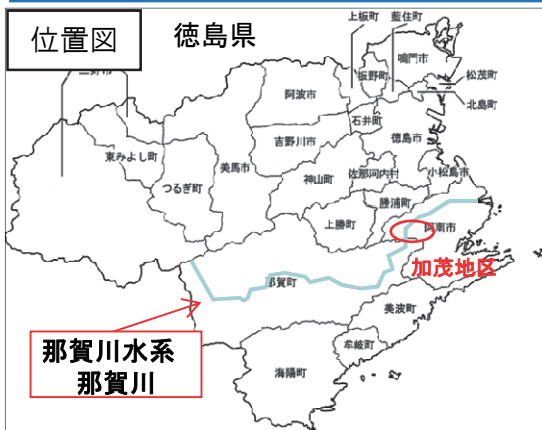 位置図
徳島県
上板町
藍住町
鳴門市
板野町
松茂町
北島町
阿波市
石井町
徳島市
吉野川市
東みよし町
美馬市
つるぎ町
神山町
佐那河内村
小松島市
勝浦町
上勝町
阿南市
加茂地区
那賀町
美波町
那賀川水系
那賀川
牟岐町
海陽町